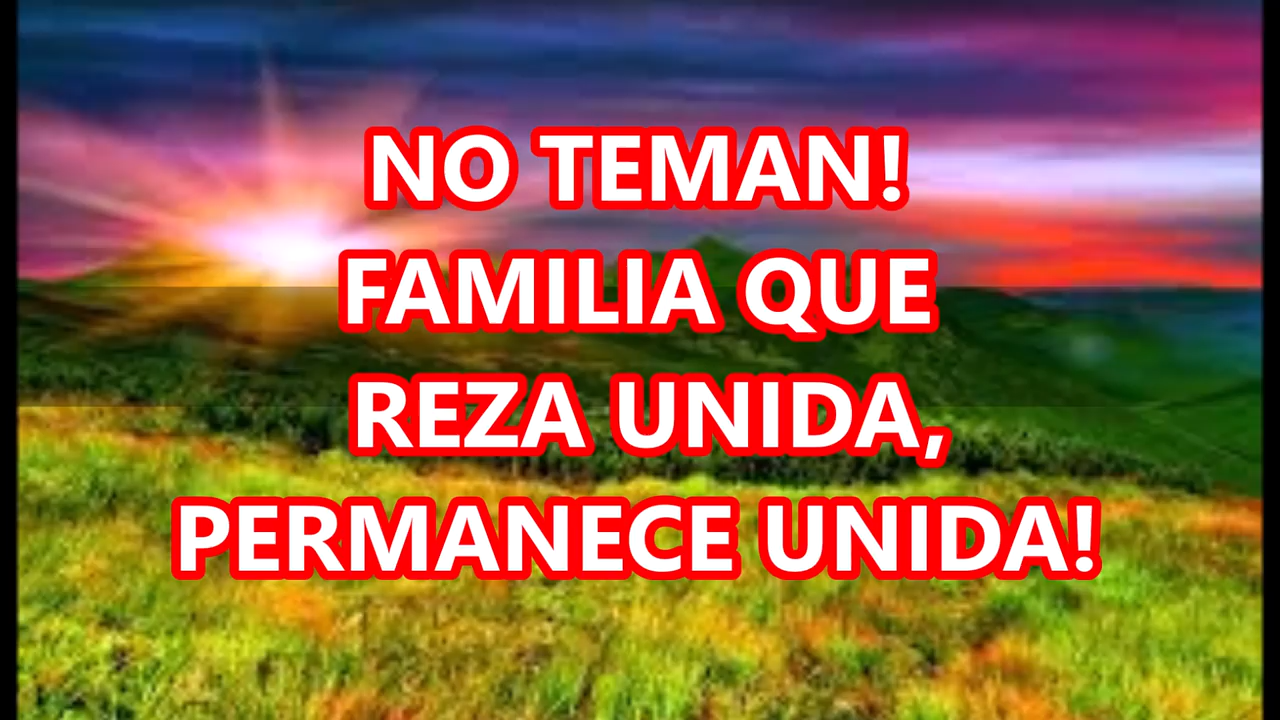 NO TEMAN!
FAMILIA QUE
REZA UNIDA,
PERMANECE UNIDA!